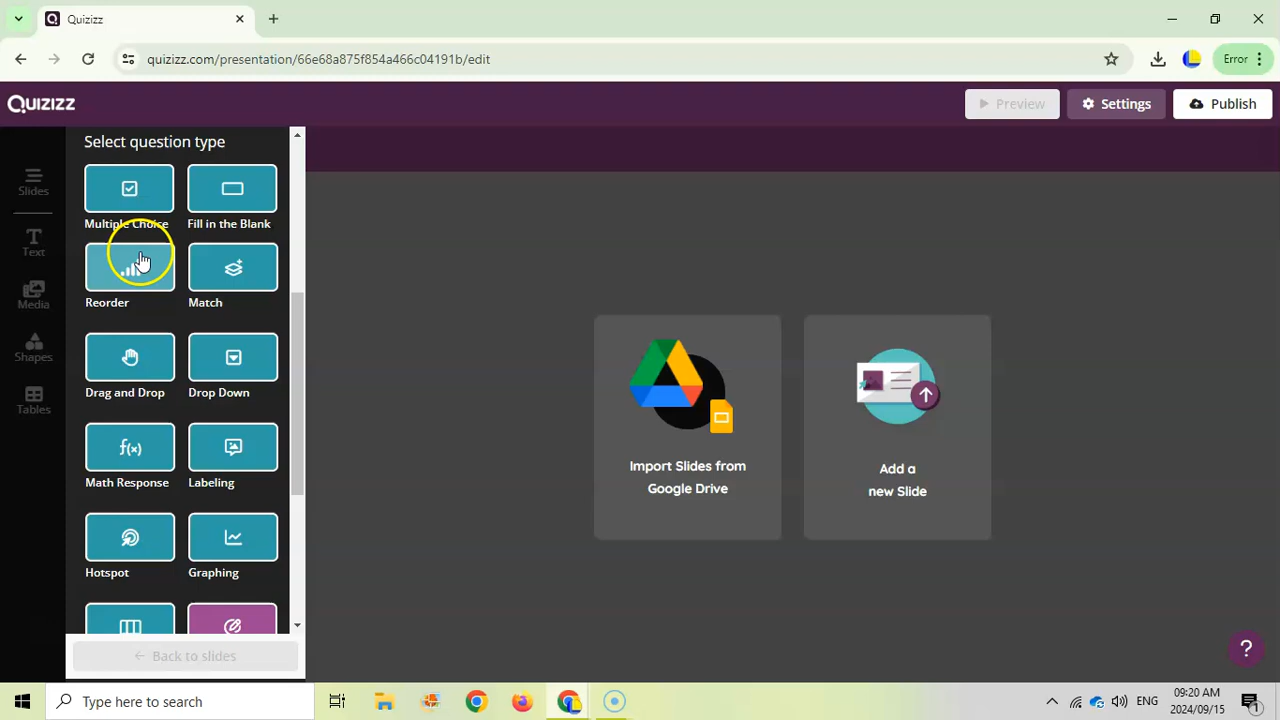 Quizizz
quizizz.com/presentation/66e68a875f854a466c04191b/edit
Error
QUIZIZZ
Preview
Settings
Publish
Slides
Text
Media
Shapes
Tables
Select question type
Multiple Choice
Fill in the Blank
Reorder
Match
Drag and Drop
Drop Down
f(x)
Math Response
Labeling
Hotspot
Graphing
← Back to slides
Import Slides from
Google Drive
Add a
new Slide
?
Type here to search
ENG
09:20 AM
2024/09/15
1